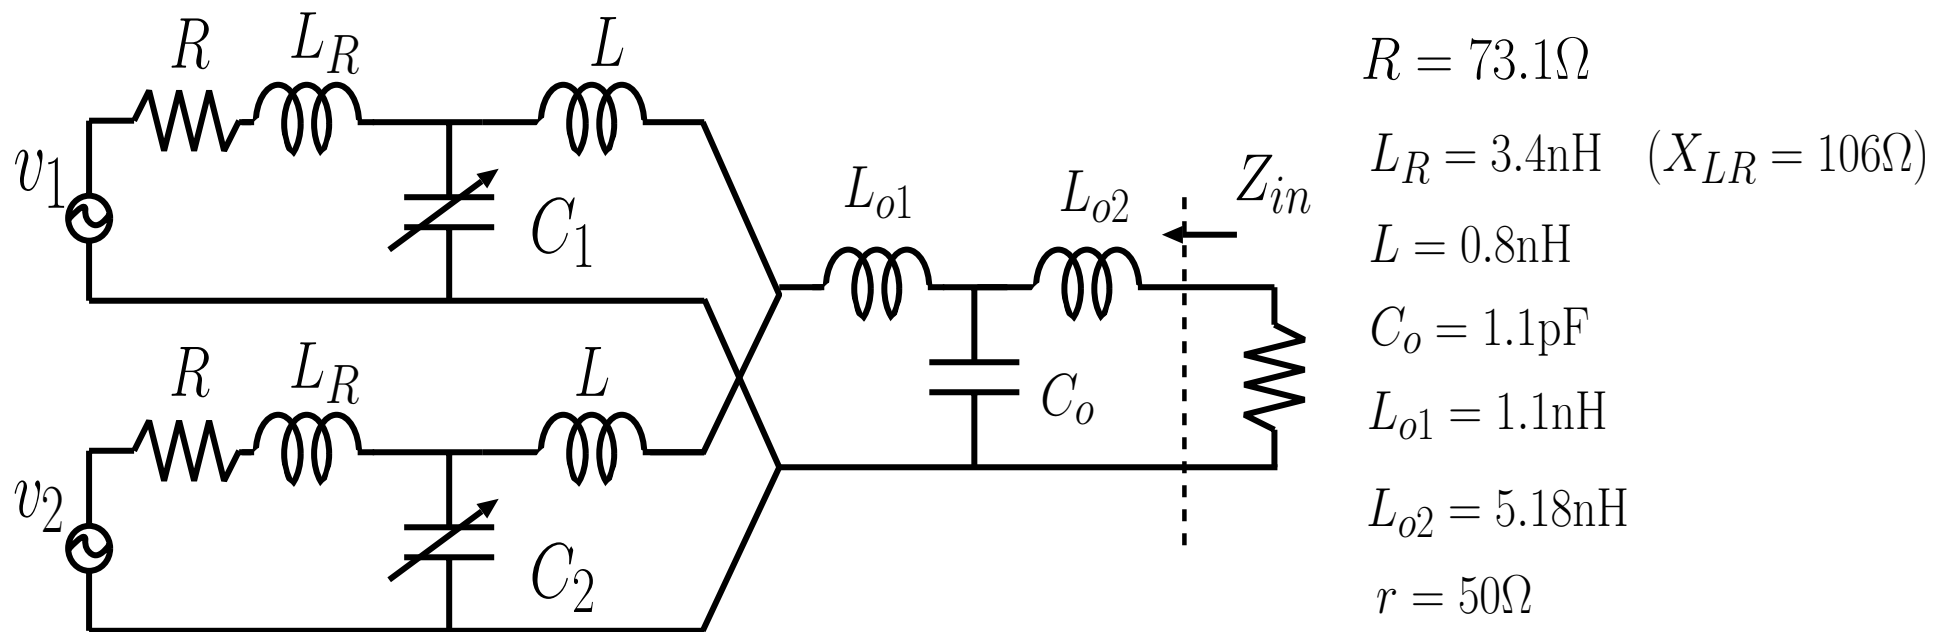 R L_R L
v_1
C_1
R L_R L
v_2
C_2
L_{o1} L_{o2} Z_{in}
C_o
R = 73.1Ω
L_R = 3.4nH (X_{LR} = 106Ω)
L = 0.8nH
C_o = 1.1pF
L_{o1} = 1.1nH
L_{o2} = 5.18nH
r = 50Ω